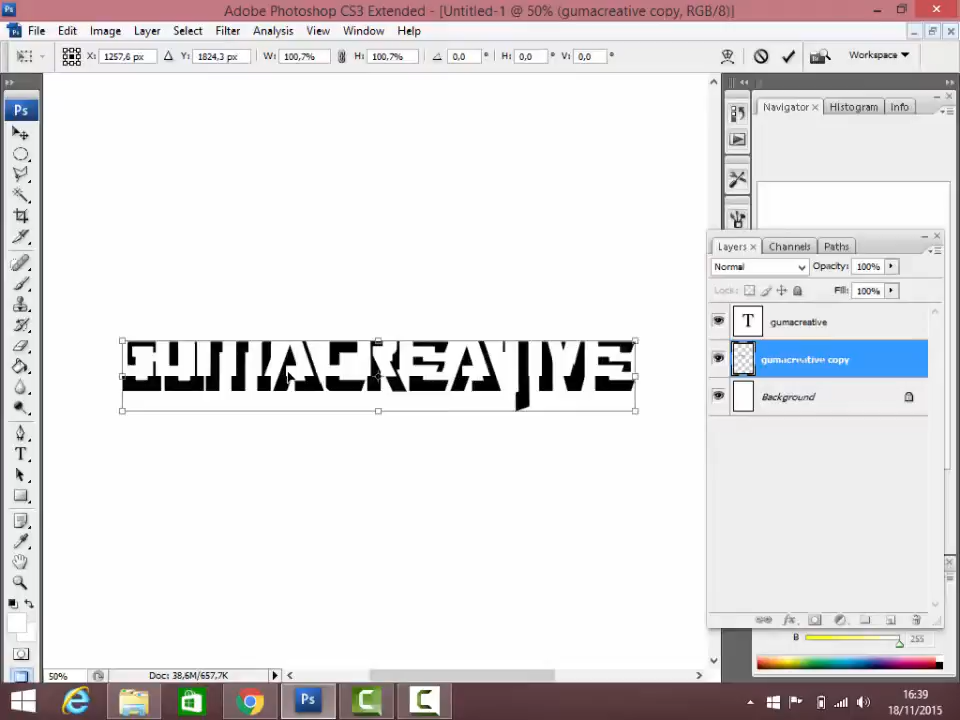 Adobe Photoshop CS3 Extended - [Untitled-1 @ 50% (gumacreative copy, RGB/8)]
File Edit Image Layer Select Filter Analysis View Window Help
X: 1257,6 px Y: 1824,3 px W: 100,7% H: 100,7% 0,0 ° H: 0,0 ° V: 0,0 ° Workspace
Ps
Navigator Histogram Info
Layers Channels Paths
Normal Opacity: 100%
Lock: Fill: 100%
T gumacreative
gumacreative copy
Background
GUMACREATIVE
T
B 255
50% Doc: 38,6M/657,7K
Ps
16:39
18/11/2015